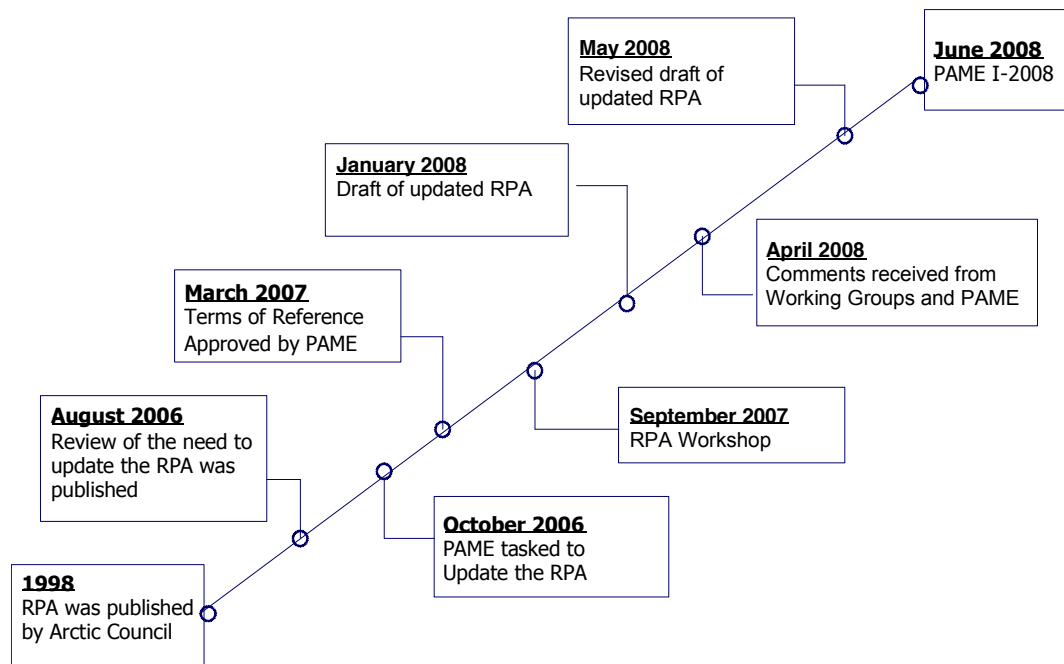 May 2008
Revised draft of
updated RPA
June 2008
PAME I-2008
January 2008
Draft of updated RPA
April 2008
Comments received from
Working Groups and PAME
March 2007
Terms of Reference
Approved by PAME
September 2007
RPA Workshop
August 2006
Review of the need to
update the RPA was
published
October 2006
PAME tasked to
Update the RPA
1998
RPA was published
by Arctic Council